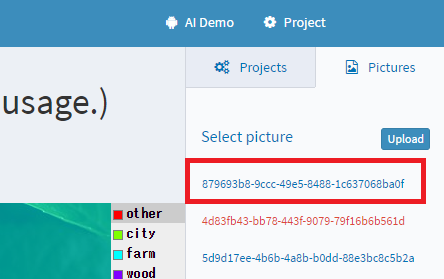 AI Demo Project
usage.)
Projects Pictures
Select picture Upload
879693b8-9ccc-49e5-8488-1c637068ba0f
4d83fb43-bb78-443f-9079-79f16b6b561d
5d9d17ee-4b6b-4a8b-b0dd-88e3bc8c5b2a
other
city
farm
wood